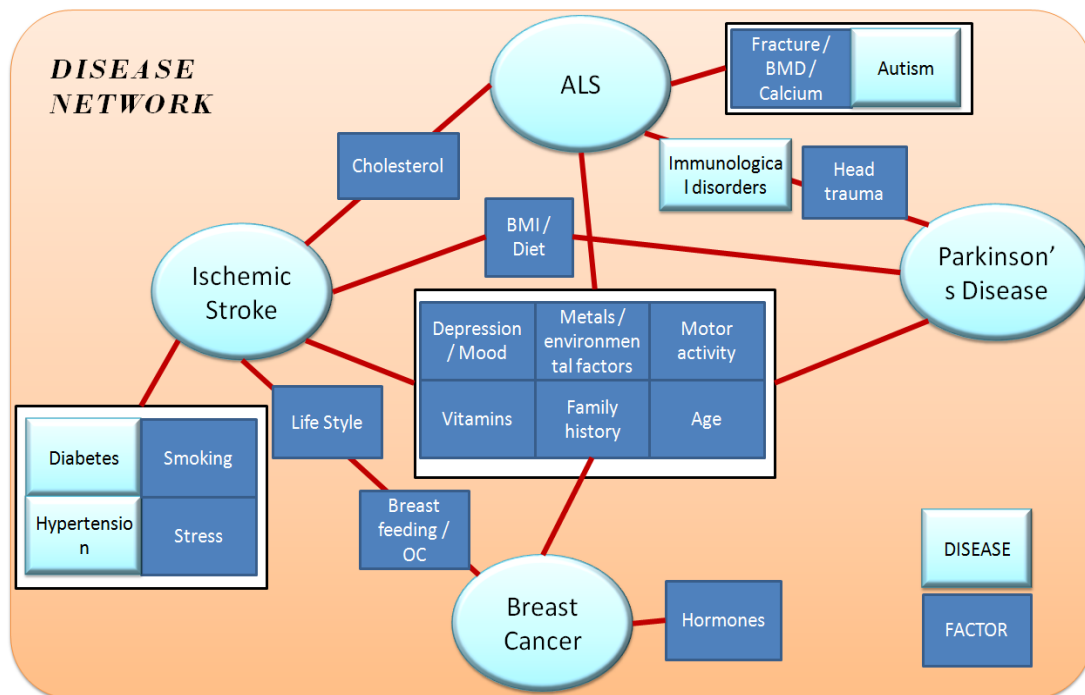 DISEASE
NETWORK
ALS
Fracture /
BMD /
Calcium
Autism
Cholesterol
Immunologica
l disorders
Head
trauma
BMI /
Diet
Ischemic
Stroke
Parkinson’
s Disease
Depression
/ Mood
Metals /
environmen
tal factors
Motor
activity
Vitamins
Family
history
Age
Life Style
Diabetes
Smoking
Hypertensio
n
Stress
Breast
feeding /
OC
Breast
Cancer
Hormones
DISEASE
FACTOR